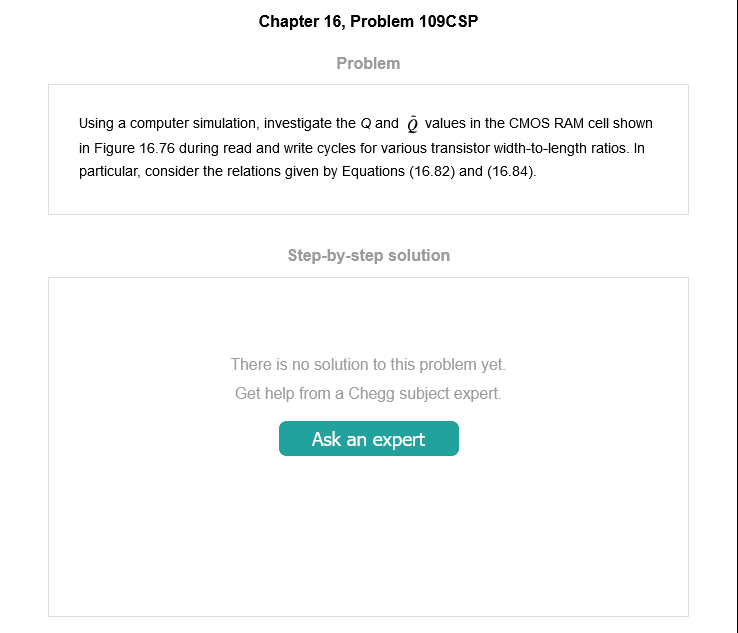 Chapter 16, Problem 109CSP
Problem
Using a computer simulation, investigate the Q and Q̄ values in the CMOS RAM cell shown
in Figure 16.76 during read and write cycles for various transistor width-to-length ratios. In
particular, consider the relations given by Equations (16.82) and (16.84).
Step-by-step solution
There is no solution to this problem yet.
Get help from a Chegg subject expert.
Ask an expert